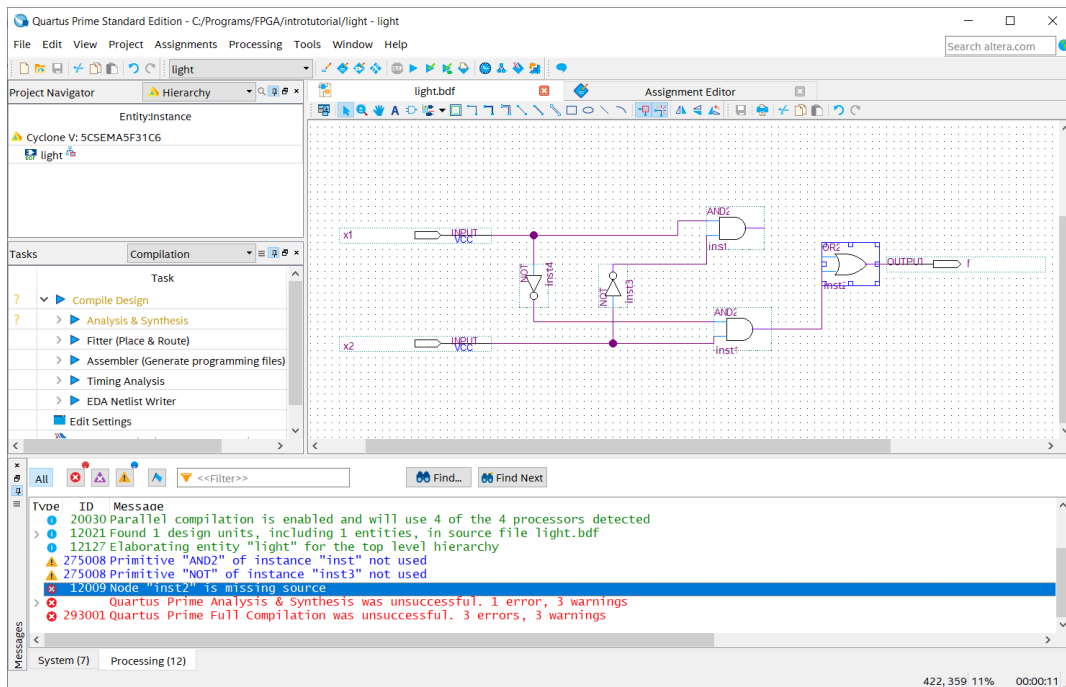 Quartus Prime Standard Edition - C:/Programs/FPGA/introtutorial/light - light
File Edit View Project Assignments Processing Tools Window Help
Search altera.com
light
Project Navigator
Hierarchy
light.bdf
Assignment Editor
Entity:Instance
Cyclone V: 5CSEMA5F31C6
light
Tasks
Compilation
Task
? Compile Design
? Analysis & Synthesis
Fitter (Place & Route)
Assembler (Generate programming files)
Timing Analysis
EDA Netlist Writer
Edit Settings
AND2
x1
INPUT
VCC
inst
OR2
OUTPUT
f
inst2
NOT
inst4
NOT
inst3
AND2
x2
INPUT
VCC
inst1
All
<<Filter>>
Find...
Find Next
Type ID Message
20030 Parallel compilation is enabled and will use 4 of the 4 processors detected
12021 Found 1 design units, including 1 entities, in source file light.bdf
12127 Elaborating entity "light" for the top level hierarchy
275008 Primitive "AND2" of instance "inst" not used
275008 Primitive "NOT" of instance "inst3" not used
12009 Node "inst2" is missing source
Quartus Prime Analysis & Synthesis was unsuccessful. 1 error, 3 warnings
293001 Quartus Prime Full Compilation was unsuccessful. 3 errors, 3 warnings
Messages
System (7)
Processing (12)
422, 359 11% 00:00:11